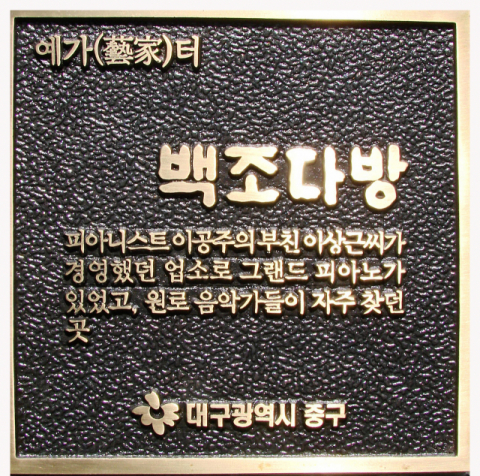 예가(藝家)터
백조다방
피아니스트 이공주의 부친 이상근씨가
경영했던 업소로 그랜드 피아노가
있었고, 원로 음악가들이 자주 찾던
곳
대구광역시 중구